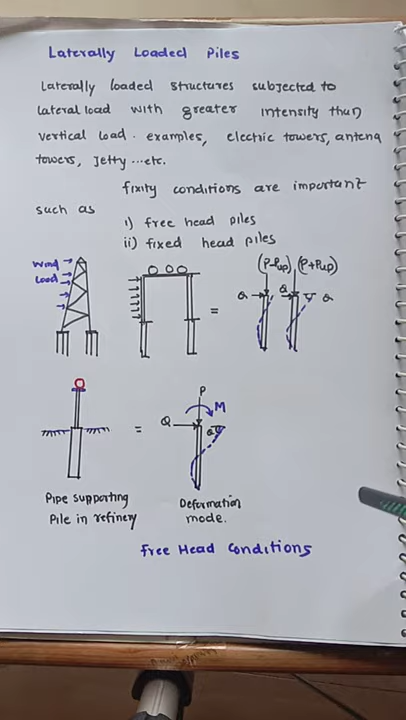 Laterally Loaded Piles
Laterally loaded structures subjected to
lateral load with greater intensity than
vertical load. examples, electric towers, antena
towers, Jetty...etc.
fixity conditions are important
such as
i) free head piles
ii) fixed head piles
Wind
Load
(P-Pup), (P+Pup)
Q
Q
Q
=
P
M
Q
=
Pipe supporting
Pile in refinery
Deformation
mode.
Free Head Conditions